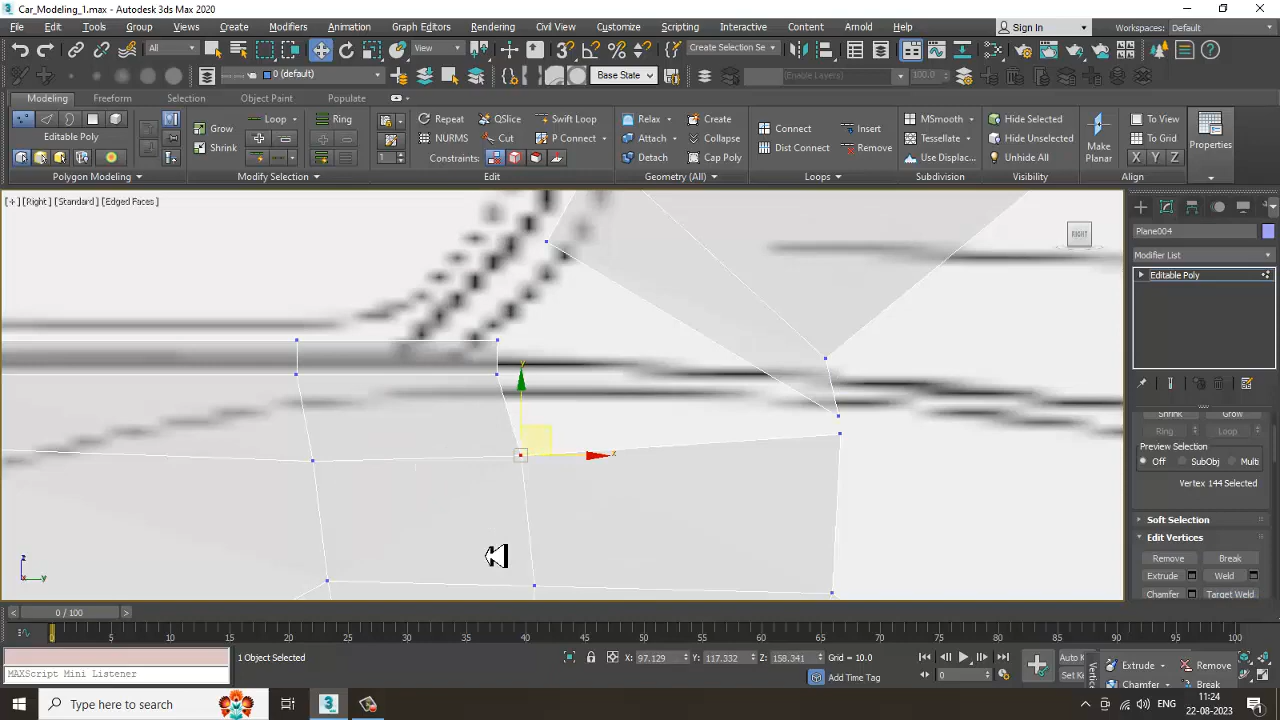 Car_Modeling_1.max - Autodesk 3ds Max 2020
File Edit Tools Group Views Create Modifiers Animation Graph Editors Rendering Civil View Customize Scripting Interactive Content Arnold Help Sign In Workspaces: Default
All View Create Selection Se
0 (default) Base State (Enable Layers) 100.0
Modeling Freeform Selection Object Paint Populate
Loop Ring Repeat QSlice Swift Loop Relax Create MSmooth Hide Selected To View
Editable Poly Grow NURMS Cut P Connect Attach Collapse Connect Insert Tessellate Hide Unselected To Grid
Shrink 1 Constraints: Detach Cap Poly Dist Connect Remove Use Displac... Unhide All Make Planar X Y Z Properties
Polygon Modeling Modify Selection Edit Geometry (All) Loops Subdivision Visibility Align
[+] [Right] [Standard] [Edged Faces]
RIGHT
Plane004
Modifier List
Editable Poly
y
x
z
y
Shrink Grow
Ring Loop
Preview Selection
Off SubObj Multi
Vertex 144 Selected
Soft Selection
Edit Vertices
Remove Break
Extrude Weld
Chamfer Target Weld
0 / 100
0 5 10 15 20 25 30 35 40 45 50 55 60 65 70 75 80 85 90 95 100
1 Object Selected X: 97.129 Y: 117.332 Z: 158.341 Grid = 10.0 Auto K Extrude Remove
MAXScript Mini Listener Add Time Tag 0 Set Ke Vertic Chamfer Break
Type here to search ENG 11:24
22-08-2023 1